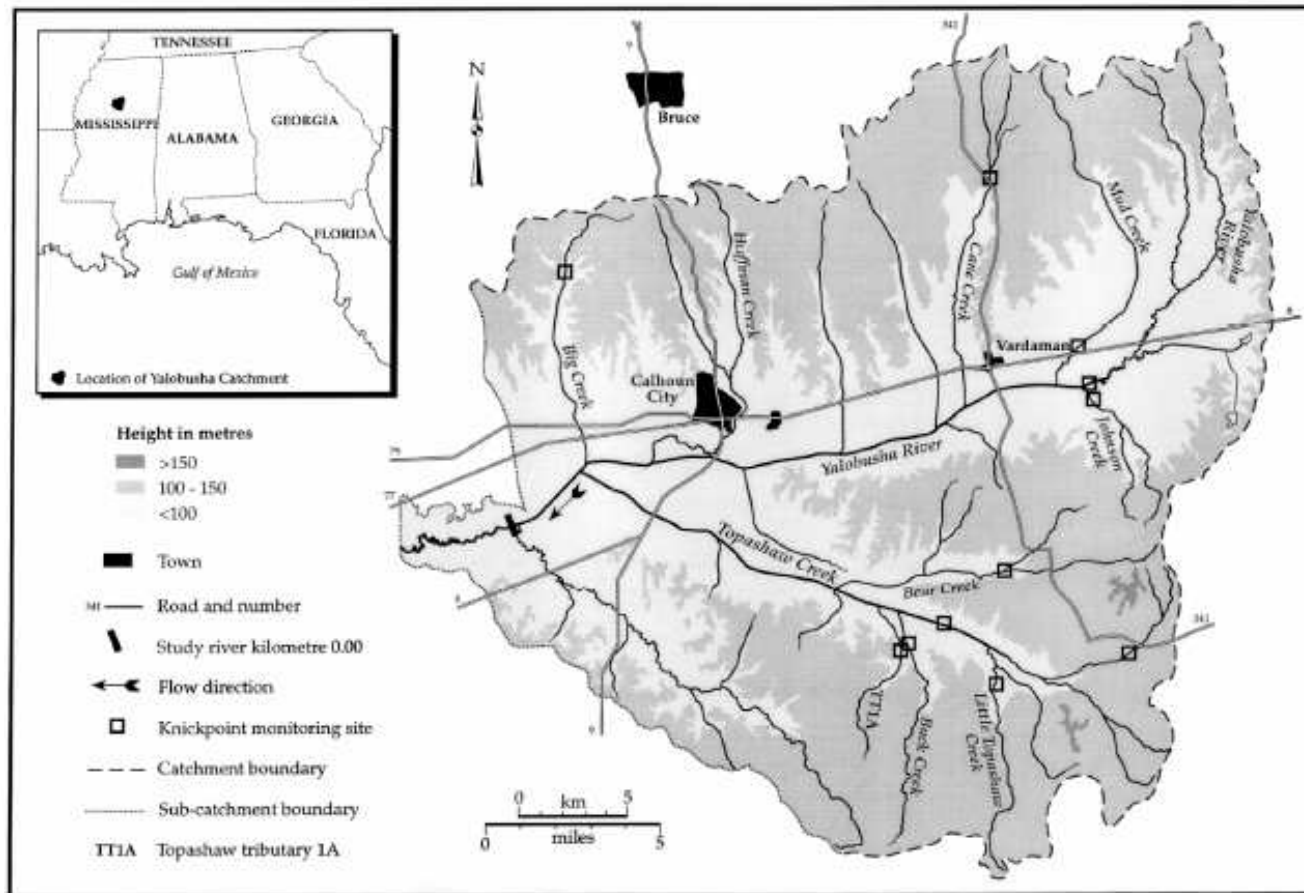 TENNESSEE
MISSISSIPPI
ALABAMA
GEORGIA
FLORIDA
Gulf of Mexico
Location of Yalobusha Catchment
N
Height in metres
>150
100 - 150
<100
Town
341 Road and number
Study river kilometre 0.00
Flow direction
Knickpoint monitoring site
Catchment boundary
Sub-catchment boundary
TT1A Topashaw tributary 1A
0 km 5
0 miles 5
9
Bruce
341
Huffman Creek
Big Creek
Calhoun
City
Cane Creek
Mud Creek
Yalobusha
River
Vardaman
8
Johnson
Creek
Yalobusha River
Topashaw Creek
Bear Creek
341
TT1A
Buck Creek
Little Topashaw
Creek
8
9